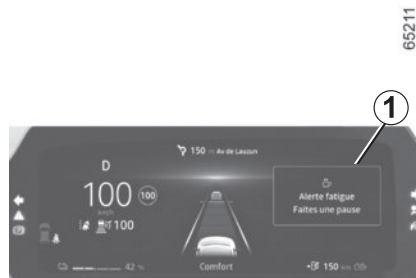 65211
1
150 m Av de Lauzun
D
100 100
km/h
100
Alerte fatigue
Faites une pause
42 %
Comfort
150 km